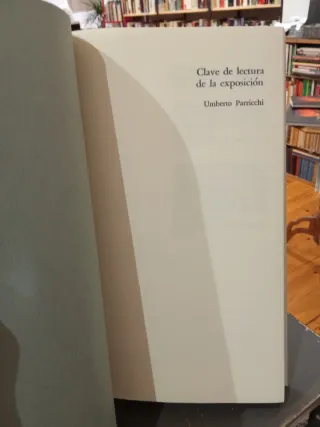 Clave de lectura
de la exposición
Umberto Parricchi